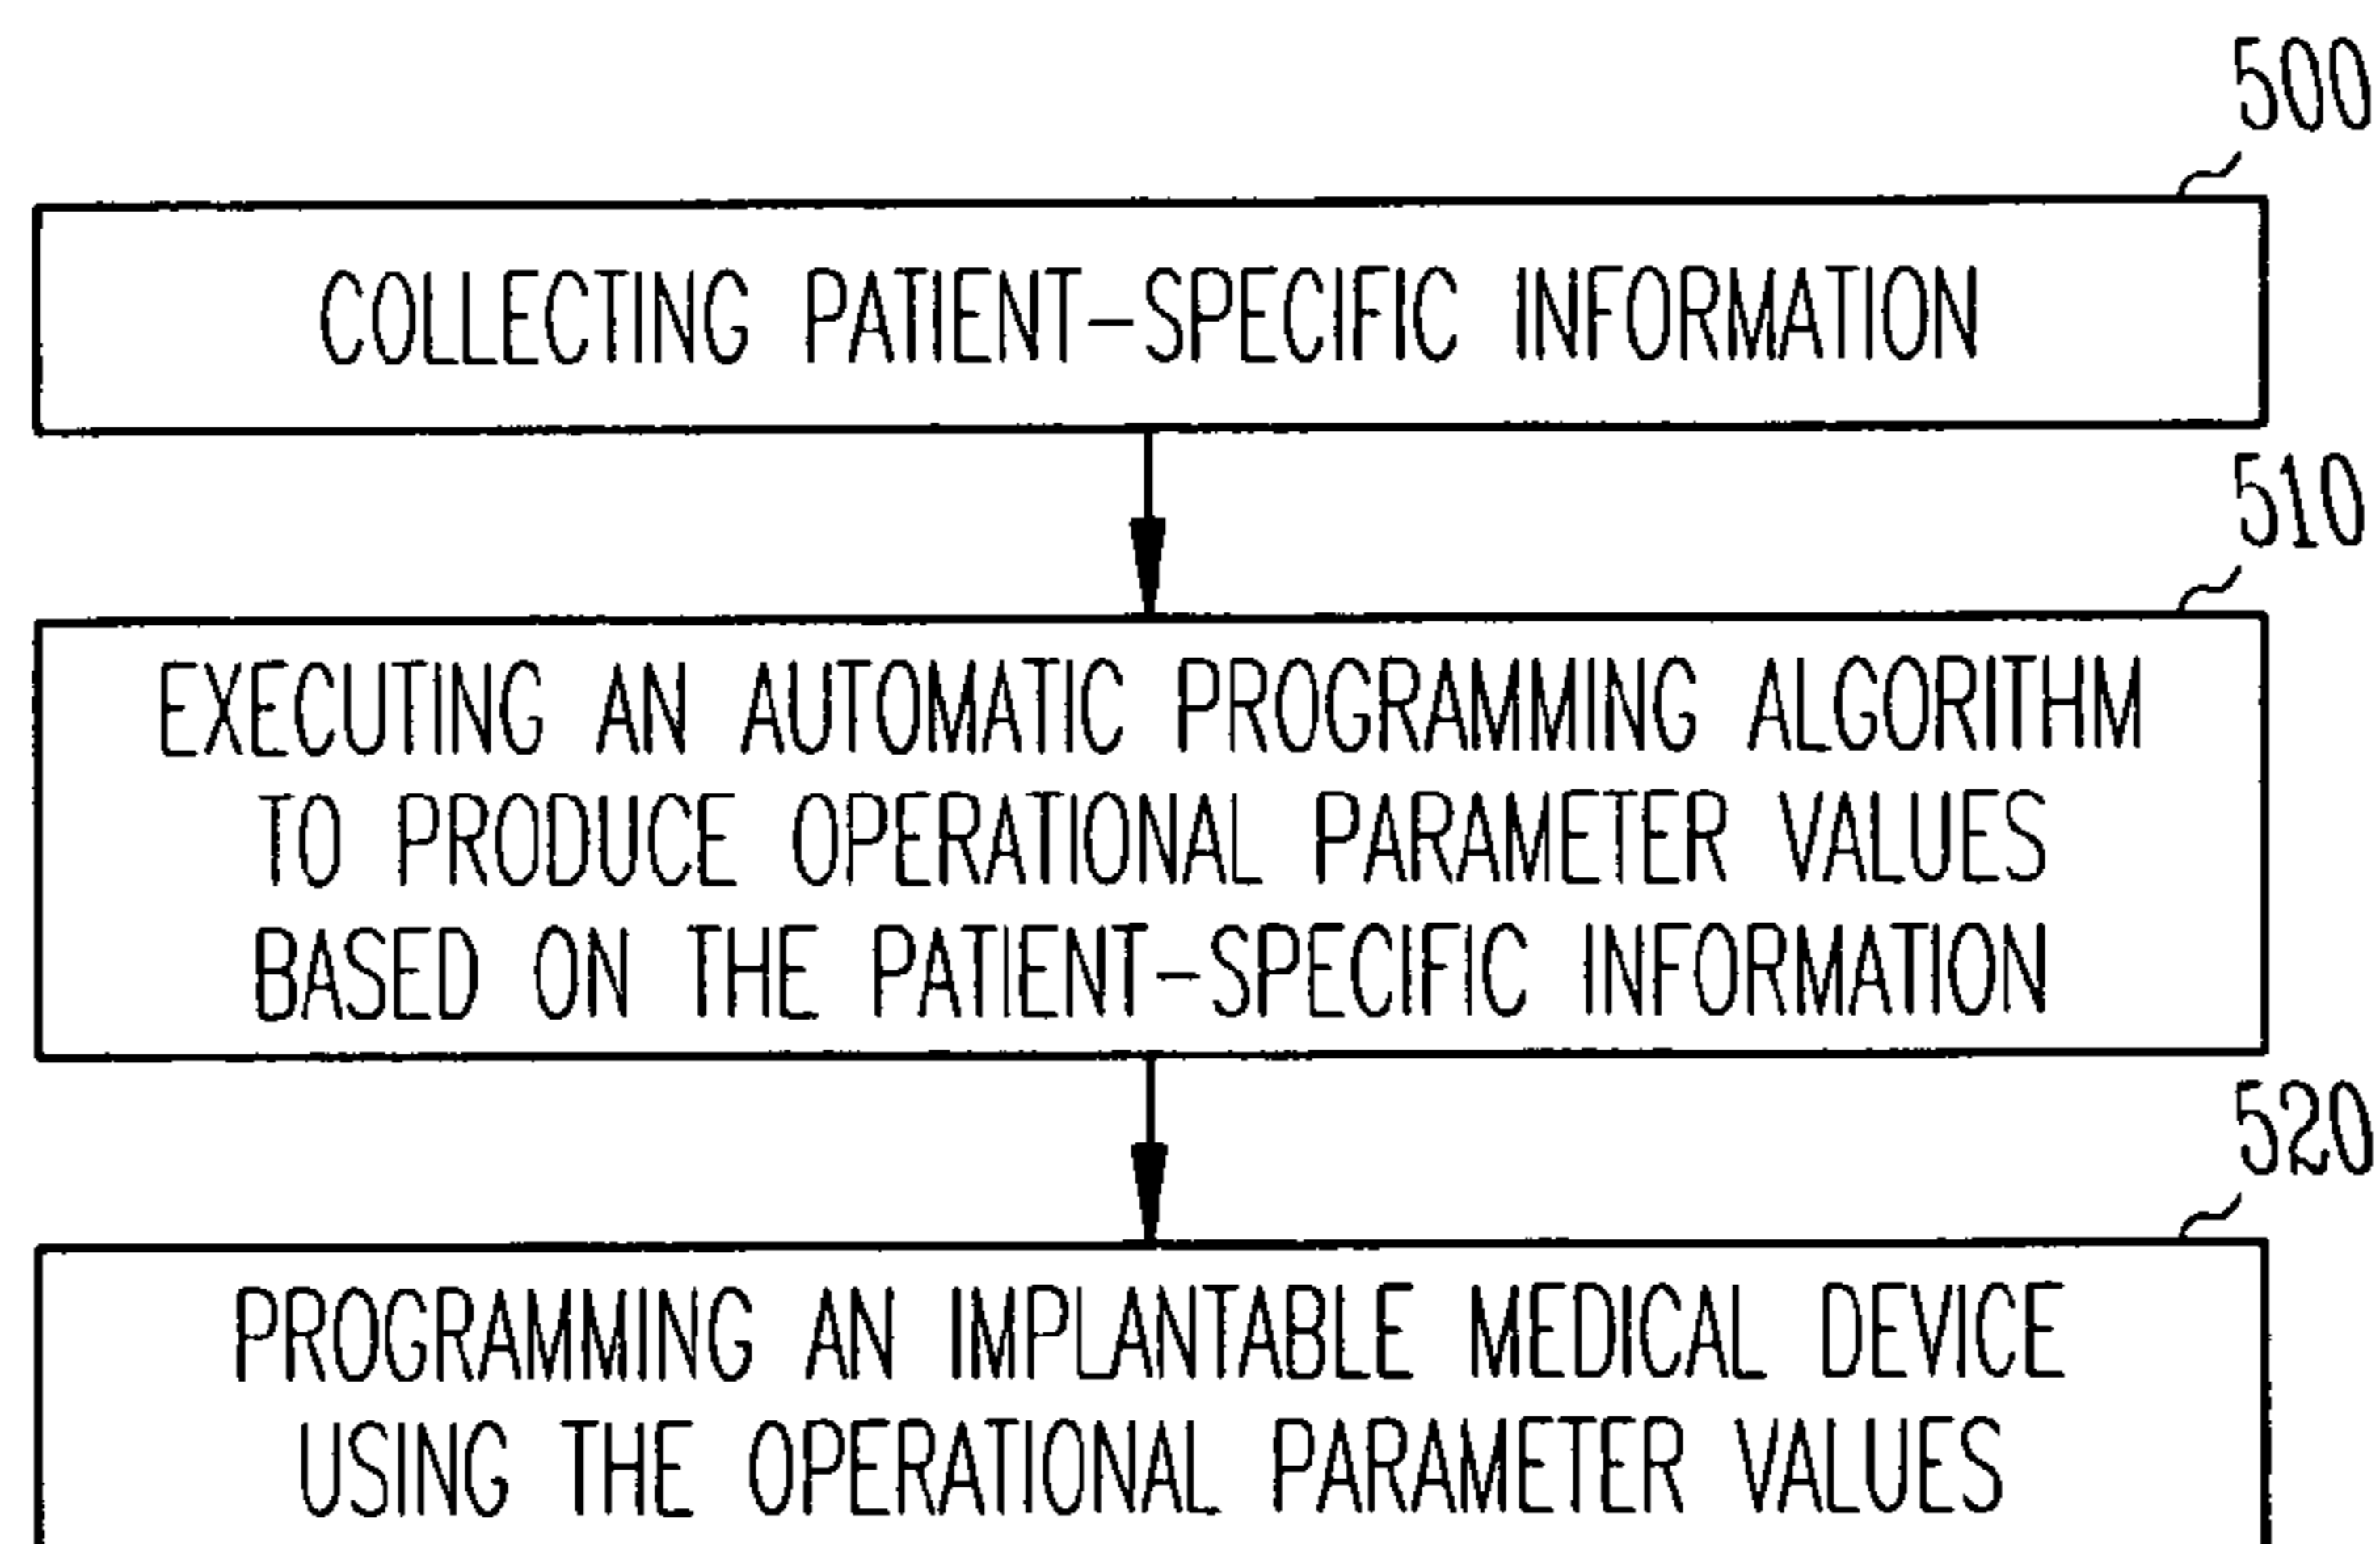 500
COLLECTING PATIENT-SPECIFIC INFORMATION
510
EXECUTING AN AUTOMATIC PROGRAMMING ALGORITHM
TO PRODUCE OPERATIONAL PARAMETER VALUES
BASED ON THE PATIENT-SPECIFIC INFORMATION
520
PROGRAMMING AN IMPLANTABLE MEDICAL DEVICE
USING THE OPERATIONAL PARAMETER VALUES